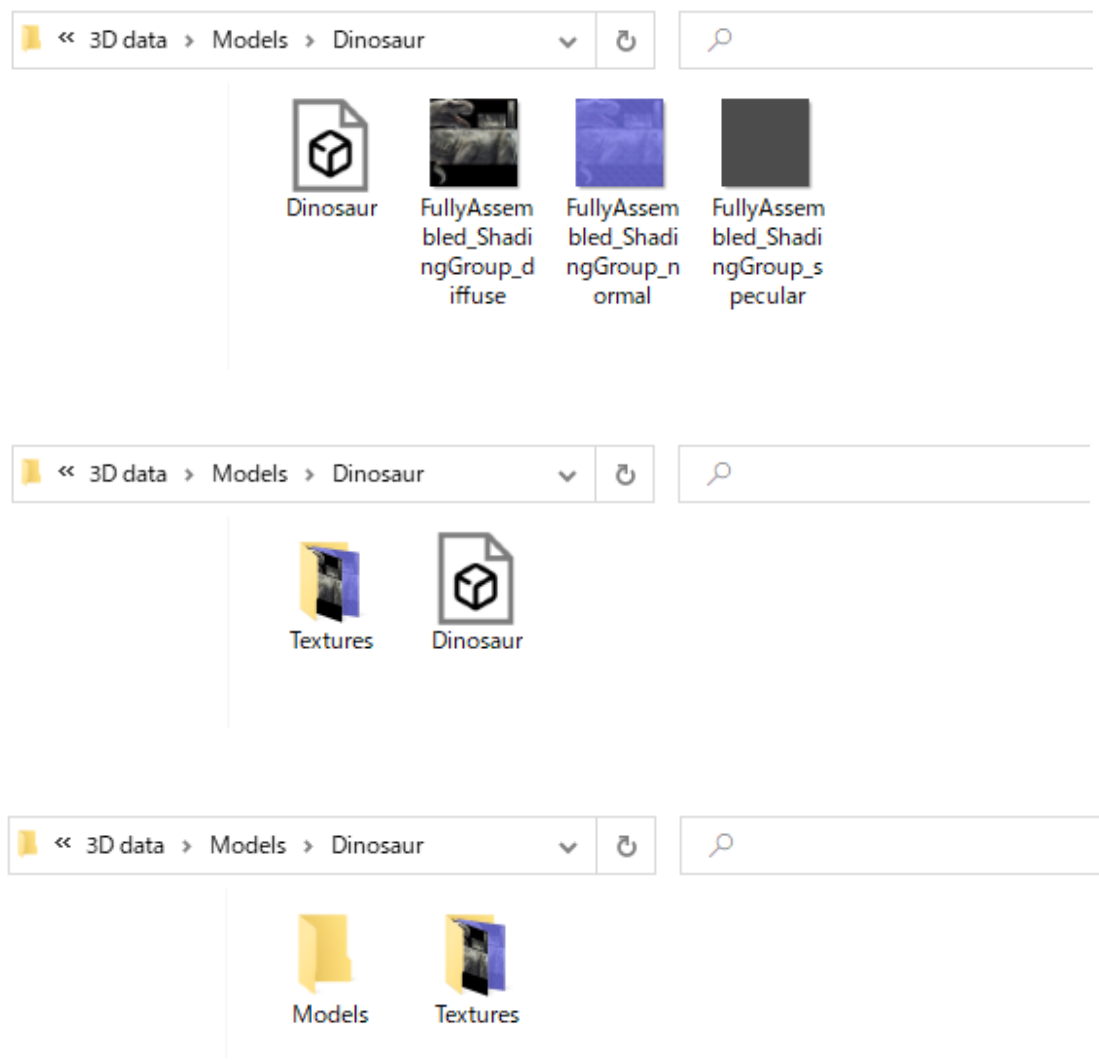 « 3D data > Models > Dinosaur
Dinosaur
FullyAssem
bled_Shadi
ngGroup_d
iffuse
FullyAssem
bled_Shadi
ngGroup_n
ormal
FullyAssem
bled_Shadi
ngGroup_s
pecular
« 3D data > Models > Dinosaur
Textures
Dinosaur
« 3D data > Models > Dinosaur
Models
Textures